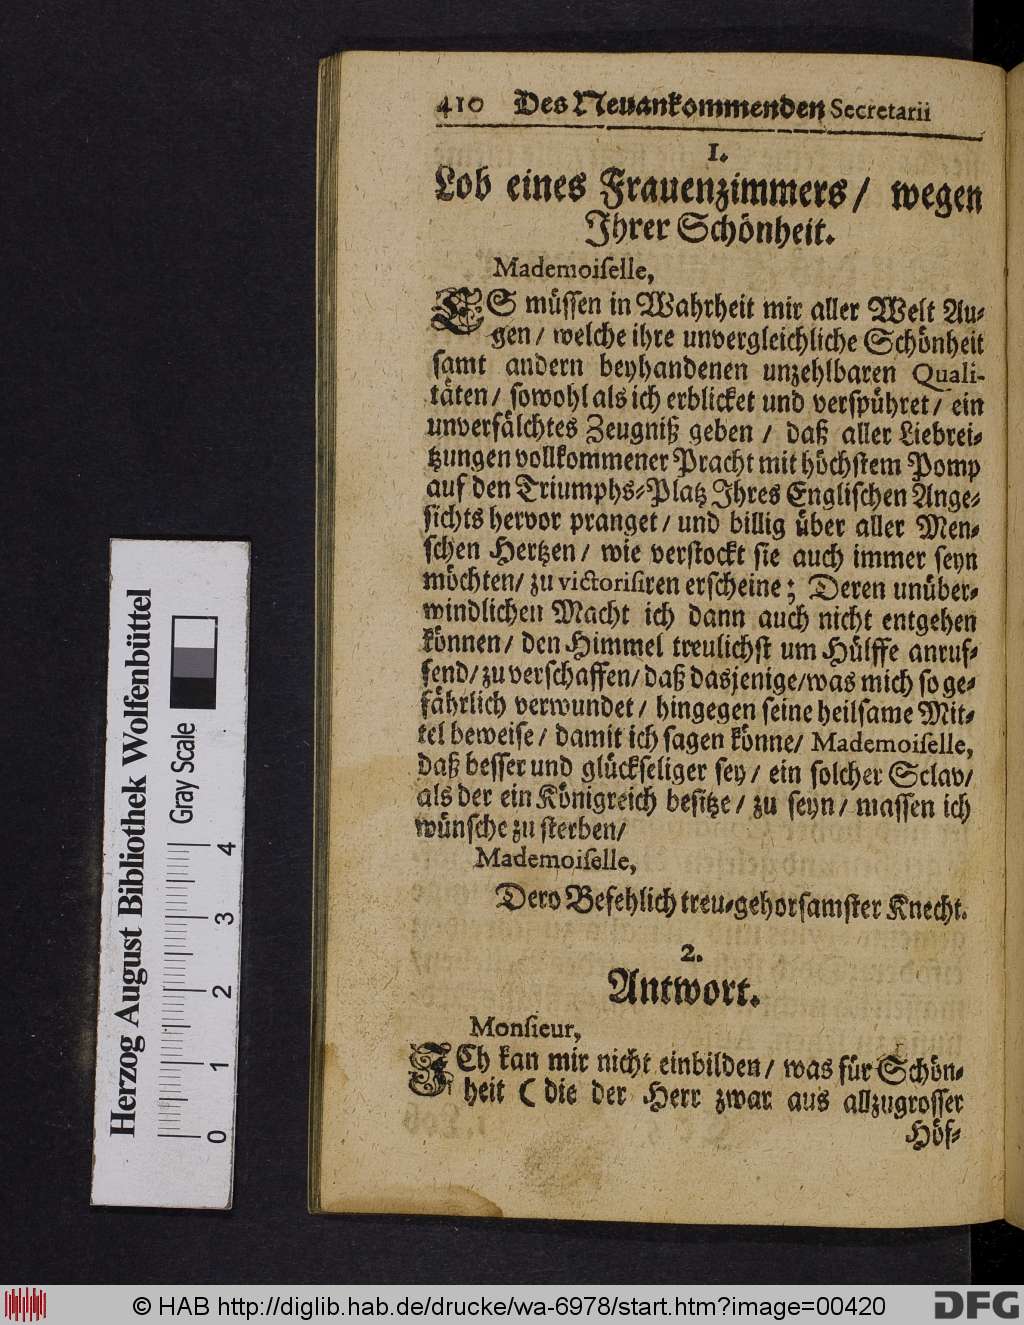 410 Des Neuankommenden Secretarii
1.
Lob eines Frauenzimmers/ wegen
Ihrer Schönheit.
Mademoiſelle,
ES müſſen in Wahrheit mir aller Welt Au-
gen/ welche ihre unvergleichliche Schönheit
ſamt andern beyhandenen unzehlbaren Quali-
täten/ ſowohl als ich erblicket und verſpühret/ ein
unverfälchtes Zeugniß geben/ daß aller Liebrei-
tzungen vollkommener Pracht mit höchſtem Pomp
auf den Triumphs-Platz Ihres Engliſchen Ange-
ſichts hervor pranget/ und billig über aller Men-
ſchen Hertzen/ wie verſtockt ſie auch immer ſeyn
möchten/ zu victoriſiren erſcheine; Deren unüber-
windlichen Macht ich dann auch nicht entgehen
können/ den Himmel treulichſt um Hülffe anruf-
fend/ zu verſchaffen/ daß dasjenige/ was mich ſo ge-
fährlich verwundet/ hingegen ſeine heilſame Mit-
tel beweiſe/ damit ich ſagen könne/ Mademoiſelle,
daß beſſer und glückſeliger ſey/ ein ſolcher Sclav/
als der ein Königreich beſitze/ zu ſeyn/ maſſen ich
wünſche zu ſterben/
Mademoiſelle,
Dero Befehlich treu-gehorſamſter Knecht.
2.
Antwort.
Monſieur,
ICh kan mir nicht einbilden/ was für Schön-
heit (die der Herr zwar aus allzugroſſer
Höf-
Herzog August Bibliothek Wolfenbüttel
Gray Scale
0 1 2 3 4
© HAB http://diglib.hab.de/drucke/wa-6978/start.htm?image=00420
DFG